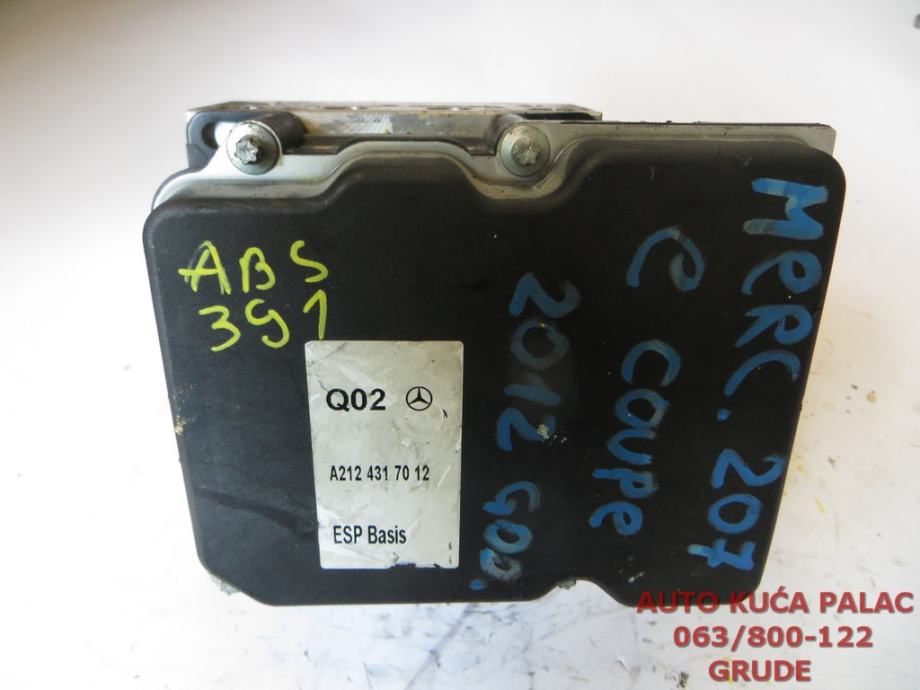 ABS
391
Q02
A212 431 70 12
ESP Basis
MERC. 207
C COUPE
2012 GOD.
AUTO KUĆA PALAC
063/800-122
GRUDE